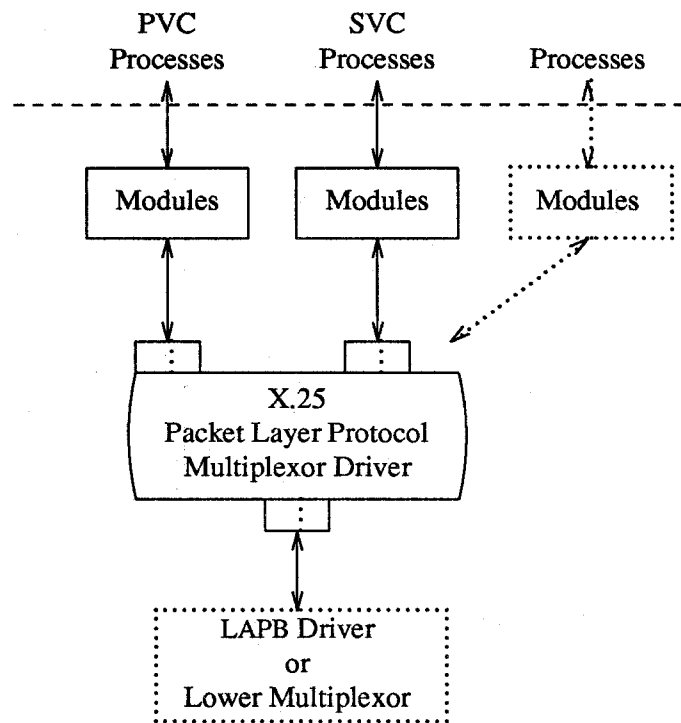 PVC
Processes
SVC
Processes
Processes
Modules
Modules
Modules
X.25
Packet Layer Protocol
Multiplexor Driver
LAPB Driver
or
Lower Multiplexor